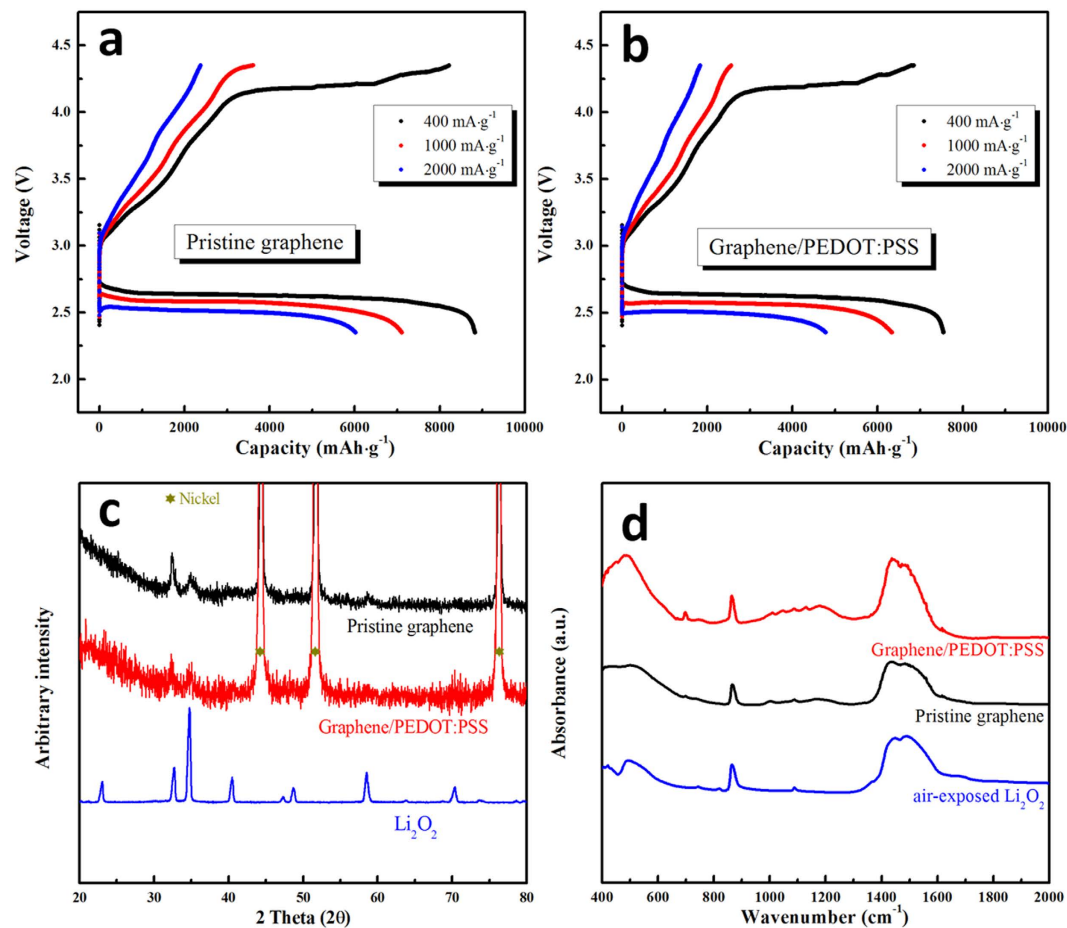 a
4.5
4.0
3.5
3.0
2.5
2.0
Voltage (V)
400 mA·g⁻¹
1000 mA·g⁻¹
2000 mA·g⁻¹
Pristine graphene
0
2000
4000
6000
8000
10000
Capacity (mAh·g⁻¹)
b
4.5
4.0
3.5
3.0
2.5
2.0
Voltage (V)
400 mA·g⁻¹
1000 mA·g⁻¹
2000 mA·g⁻¹
Graphene/PEDOT:PSS
0
2000
4000
6000
8000
10000
Capacity (mAh·g⁻¹)
c
Nickel
Arbitrary intensity
Pristine graphene
Graphene/PEDOT:PSS
Li₂O₂
20
30
40
50
60
70
80
2 Theta (2θ)
d
Absorbance (a.u.)
Graphene/PEDOT:PSS
Pristine graphene
air-exposed Li₂O₂
400
600
800
1000
1200
1400
1600
1800
2000
Wavenumber (cm⁻¹)